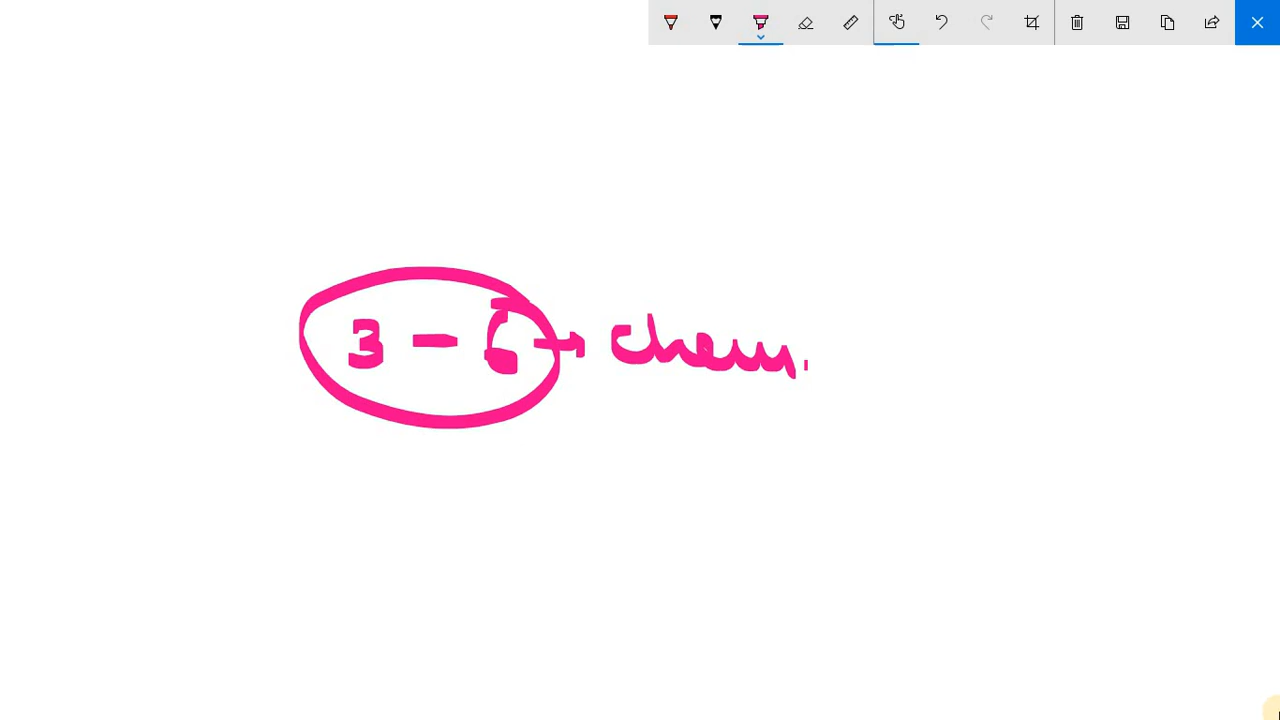 3 - 6 → chem.